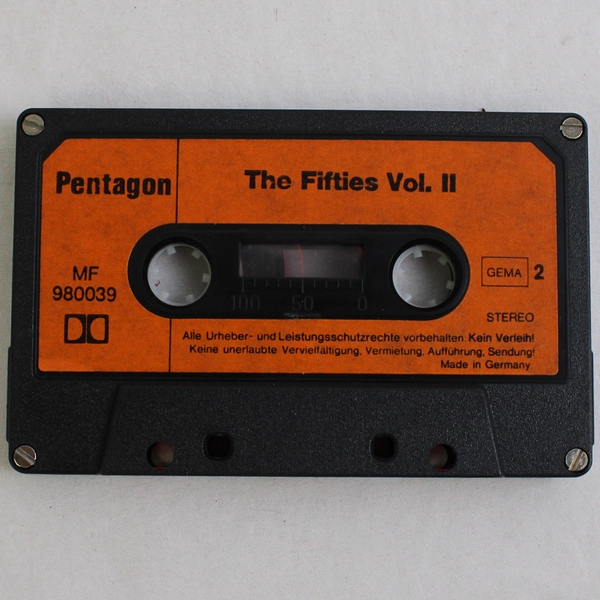 Pentagon
The Fifties Vol. II
MF
980039
100 50 0
GEMA 2
STEREO
Alle Urheber- und Leistungsschutzrechte vorbehalten. Kein Verleih!
Keine unerlaubte Vervielfältigung, Vermietung, Aufführung, Sendung!
Made in Germany